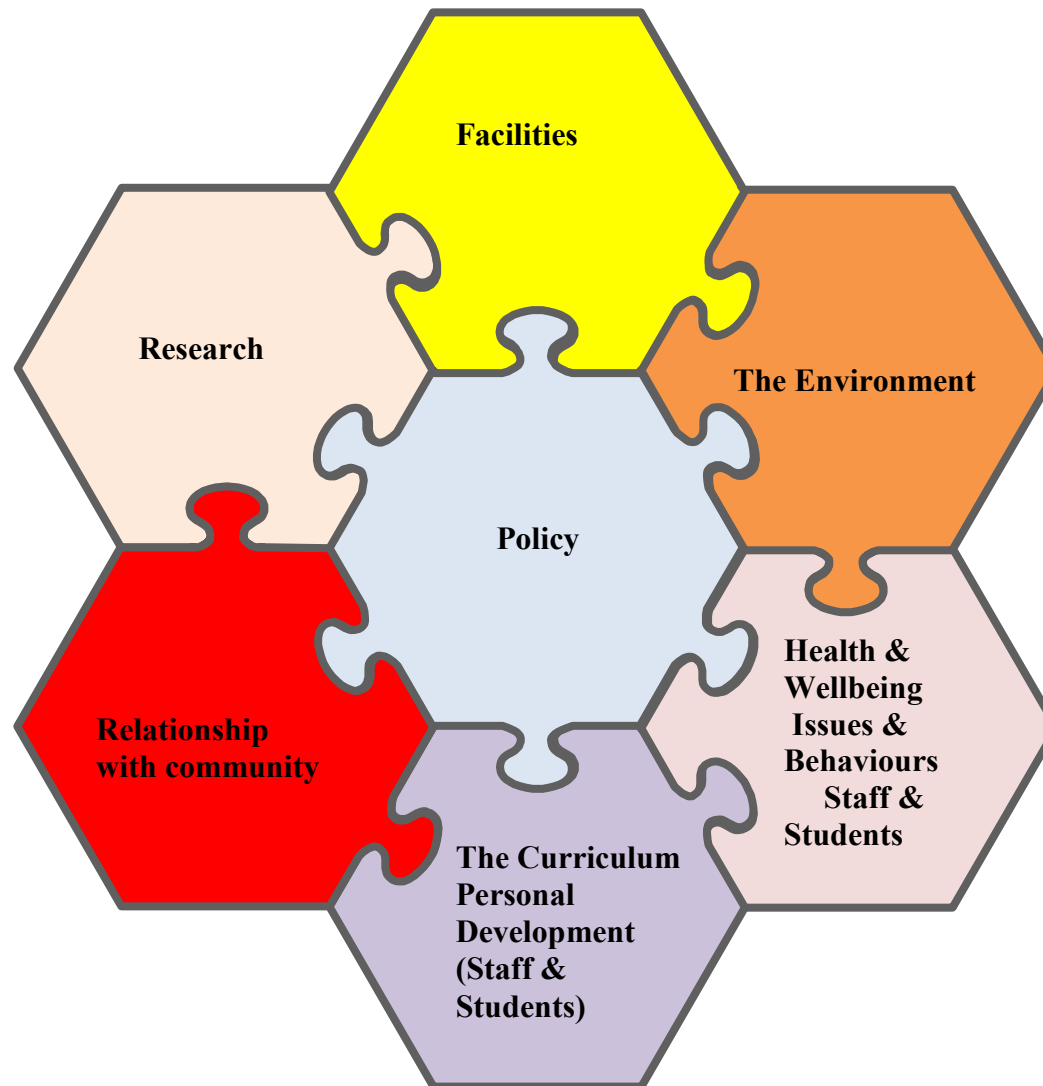 Facilities
Research
The Environment
Policy
Health &
Wellbeing
Issues &
Behaviours
Staff &
Students
Relationship
with community
The Curriculum
Personal
Development
(Staff &
Students)